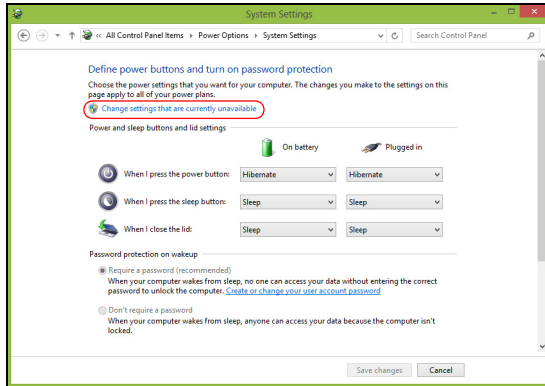 System Settings
« All Control Panel Items ▸ Power Options ▸ System Settings
Search Control Panel
Define power buttons and turn on password protection
Choose the power settings that you want for your computer. The changes you make to the settings on this
page apply to all of your power plans.
Change settings that are currently unavailable
Power and sleep buttons and lid settings
On battery Plugged in
When I press the power button: Hibernate Hibernate
When I press the sleep button: Sleep Sleep
When I close the lid: Sleep Sleep
Password protection on wakeup
Require a password (recommended)
When your computer wakes from sleep, no one can access your data without entering the correct
password to unlock the computer. Create or change your user account password
Don't require a password
When your computer wakes from sleep, anyone can access your data because the computer isn't
locked.
Save changes Cancel